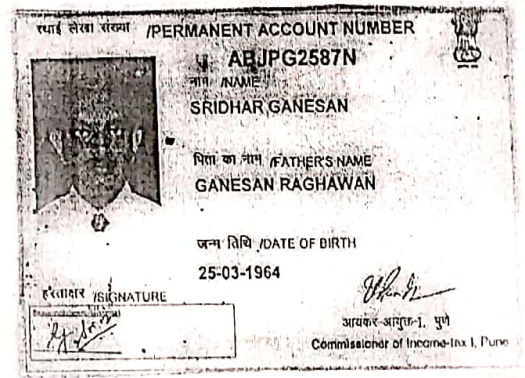 स्थाई लेखा संख्या /PERMANENT ACCOUNT NUMBER
ABJPG2587N
नाम /NAME
SRIDHAR GANESAN
पिता का नाम /FATHER'S NAME
GANESAN RAGHAWAN
जन्म तिथि /DATE OF BIRTH
25-03-1964
हस्ताक्षर /SIGNATURE
आयकर आयुक्त-I, पुणे
Commissioner of Income-tax I, Pune